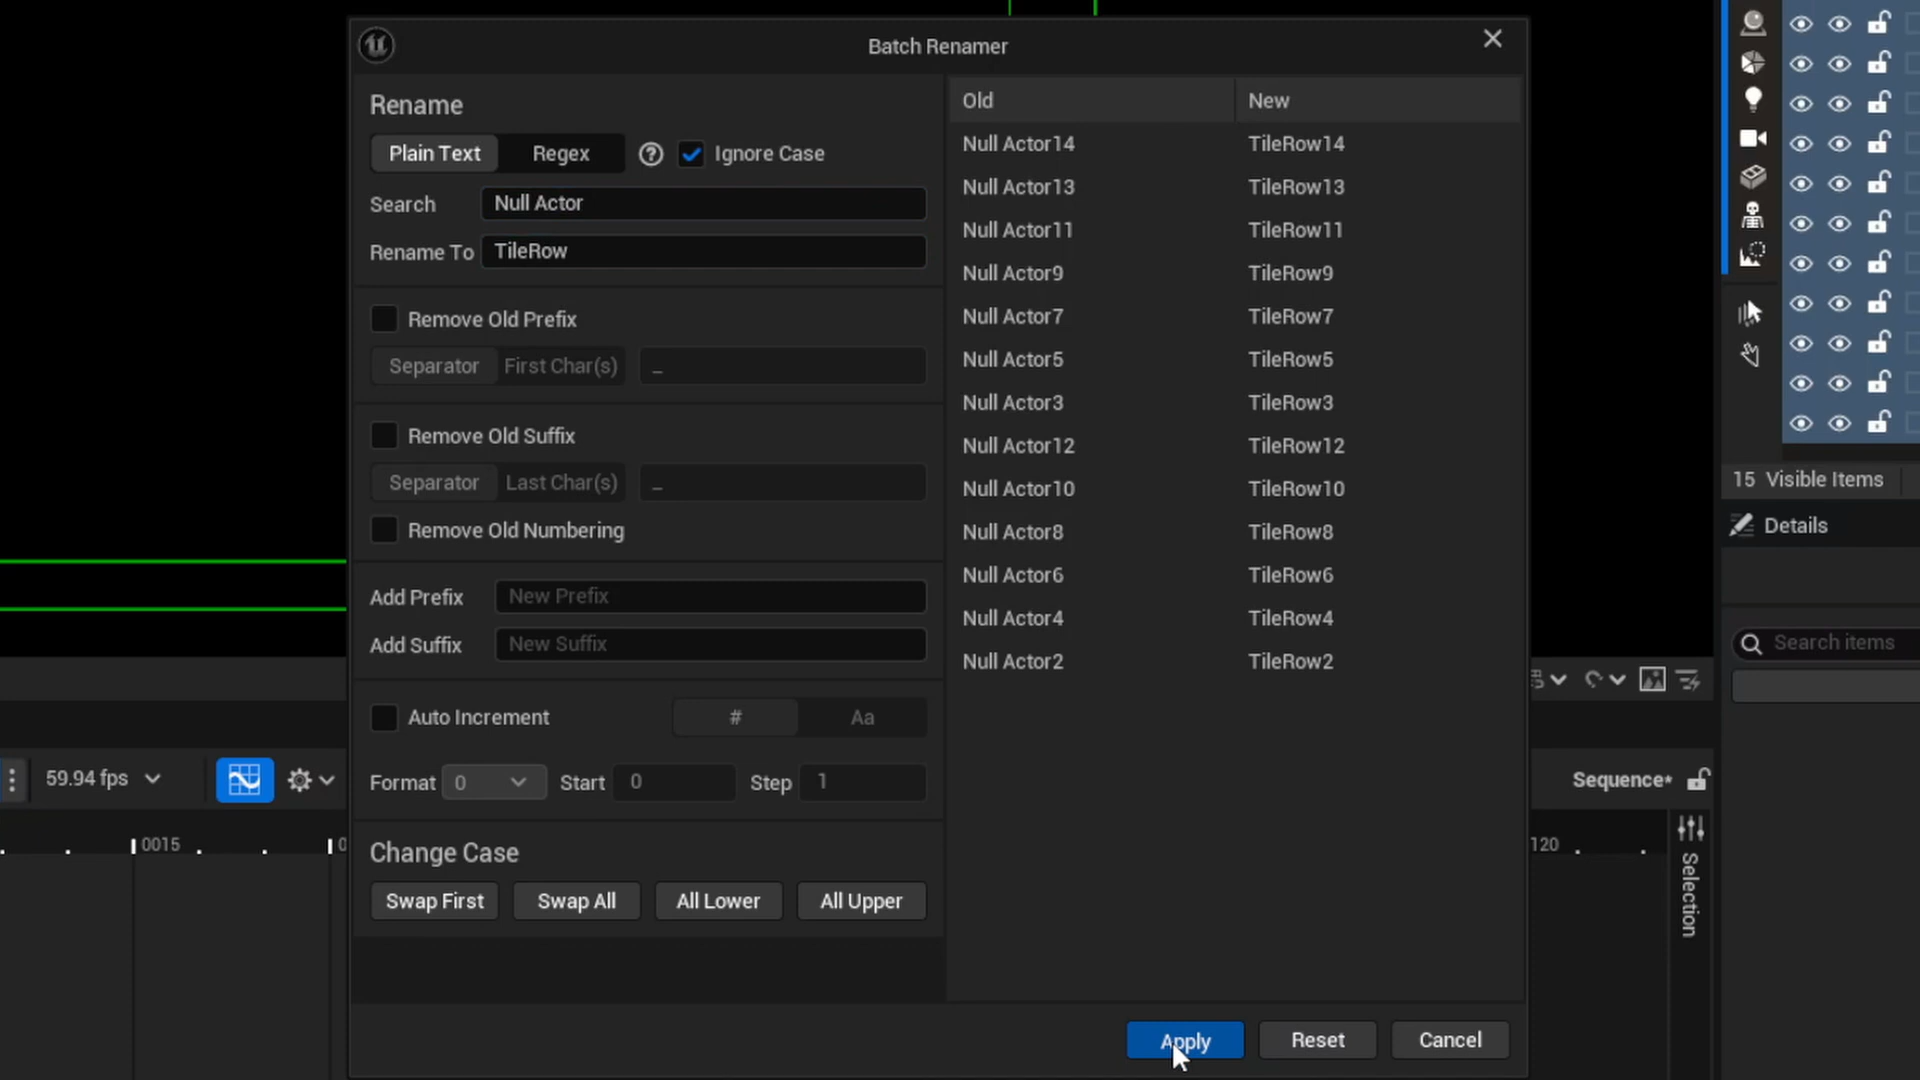 Batch Renamer
Rename
Plain Text Regex Ignore Case
Search Null Actor
Rename To TileRow
Remove Old Prefix
Separator First Char(s) _
Remove Old Suffix
Separator Last Char(s) _
Remove Old Numbering
Add Prefix New Prefix
Add Suffix New Suffix
Auto Increment # Aa
Format 0 Start 0 Step 1
Change Case
Swap First Swap All All Lower All Upper
Old New
Null Actor14 TileRow14
Null Actor13 TileRow13
Null Actor11 TileRow11
Null Actor9 TileRow9
Null Actor7 TileRow7
Null Actor5 TileRow5
Null Actor3 TileRow3
Null Actor12 TileRow12
Null Actor10 TileRow10
Null Actor8 TileRow8
Null Actor6 TileRow6
Null Actor4 TileRow4
Null Actor2 TileRow2
Apply Reset Cancel
15 Visible Items
Details
Search items
59.94 fps
Sequence*
0015
120
Selection